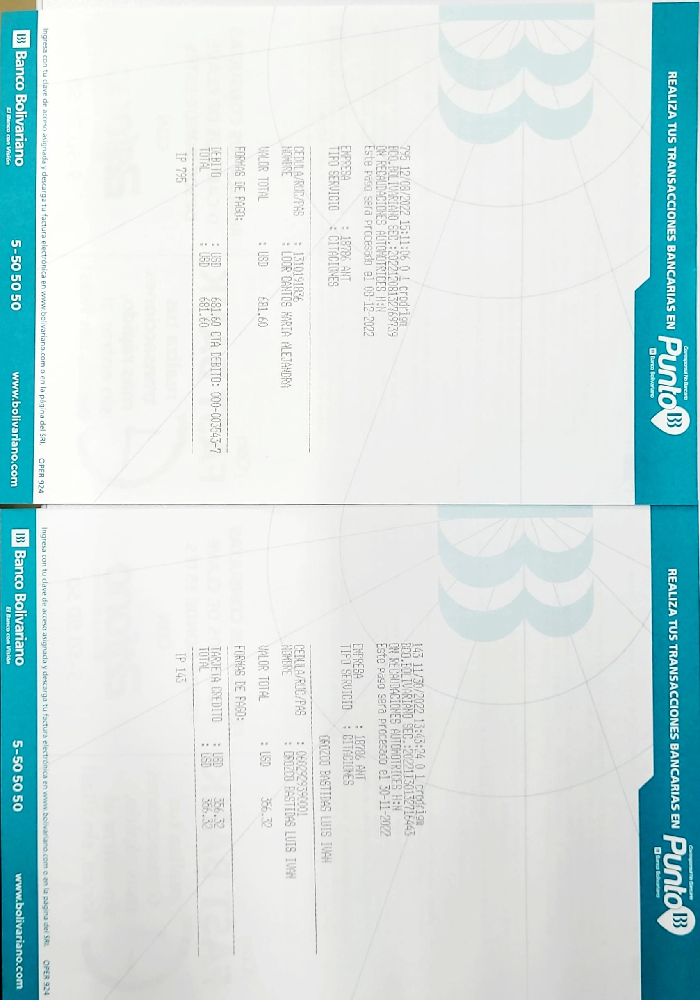 REALIZA TUS TRANSACCIONES BANCARIAS EN
Corresponsal No Bancario
Punto
Banco Bolivariano
795 12/08/2022 15:11:06 0 1 crodrigm
BCO.BOLIVARIANO SEC.:20221208132769739
ON RECAUDACIONES AUTOMOTRICES H:N
Este pago sera procesado el 08-12-2022
EMPRESA : 18786 ANT
TIPO SERVICIO : CITACIONES
CEDULA/RUC/PAS : 1310191836
NOMBRE : LOOR CANTOS MARIA ALEJANDRA
VALOR TOTAL : USD 681.60
FORMAS DE PAGO:
DEBITO : USD 681.60 CTA DEBITO: 000-003543-7
TOTAL : USD 681.60
IP 795
Ingresa con tu clave de acceso asignada y descarga tu factura electrónica en www.bolivariano.com o en la página del SRI. OPER 924
Banco Bolivariano
El Banco con Visión
5-50 50 50
www.bolivariano.com
REALIZA TUS TRANSACCIONES BANCARIAS EN
Corresponsal No Bancario
Punto
Banco Bolivariano
143 11/30/2022 13:43:24 0 1 crodrigm
BCO.BOLIVARIANO SEC.:20221130132716443
ON RECAUDACIONES AUTOMOTRICES H:N
Este pago sera procesado el 30-11-2022
EMPRESA : 18786 ANT
TIPO SERVICIO : CITACIONES
OROZCO BASTIDAS LUIS IVAN
CEDULA/RUC/PAS : 0602929390001
NOMBRE : OROZCO BASTIDAS LUIS IVAN
VALOR TOTAL : USD 356.32
FORMAS DE PAGO:
TARJETA CREDITO : USD 356.32
TOTAL : USD 356.32
IP 143
Ingresa con tu clave de acceso asignada y descarga tu factura electrónica en www.bolivariano.com o en la página del SRI. OPER 924
Banco Bolivariano
El Banco con Visión
5-50 50 50
www.bolivariano.com